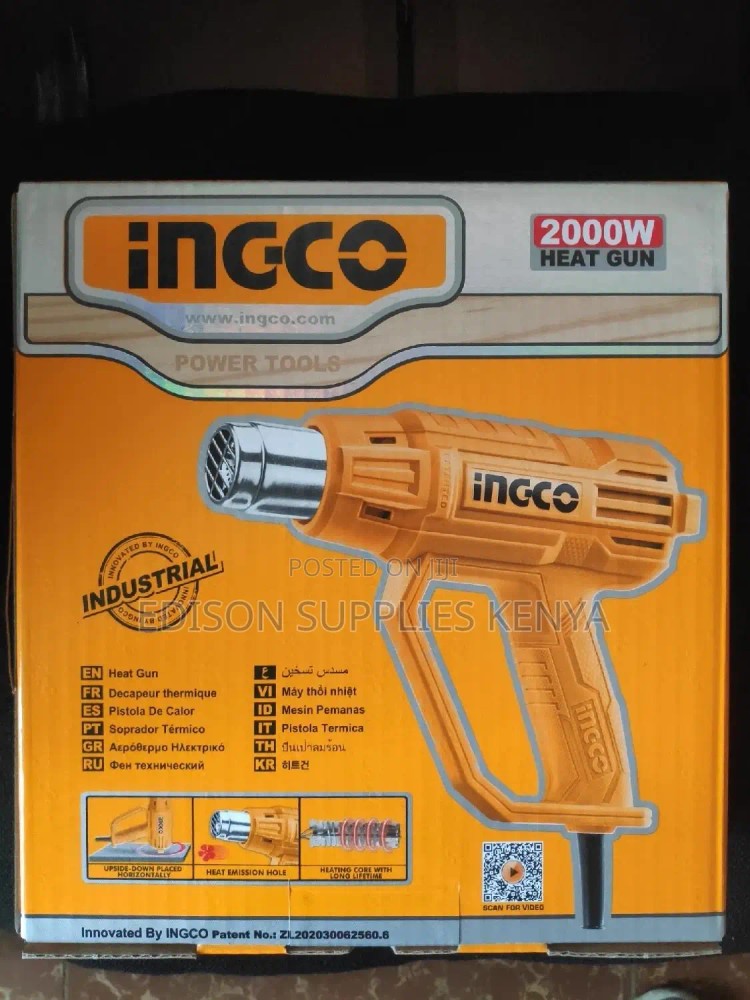 INGCO
www.ingco.com
POWER TOOLS
2000W
HEAT GUN
INGCO
POSTED ON JIJI
EDISON SUPPLIES KENYA
INNOVATED BY INGCO
INDUSTRIAL
INNOVATED BY INGCO
EN Heat Gun
FR Decapeur thermique
ES Pistola De Calor
PT Soprador Térmico
GR Αερόθερμο Ηλεκτρικό
RU Фен технический
ع مسدس تسخين
VI Máy thổi nhiệt
ID Mesin Pemanas
IT Pistola Termica
TH ปืนเป่าลมร้อน
KR 히트건
INGCO
UPSIDE-DOWN PLACED
HORIZONTALLY
HEAT EMISSION HOLE
HEATING CORE WITH
LONG LIFETIME
SCAN FOR VIDEO
Innovated By INGCO Patent No.: ZL202030062560.6